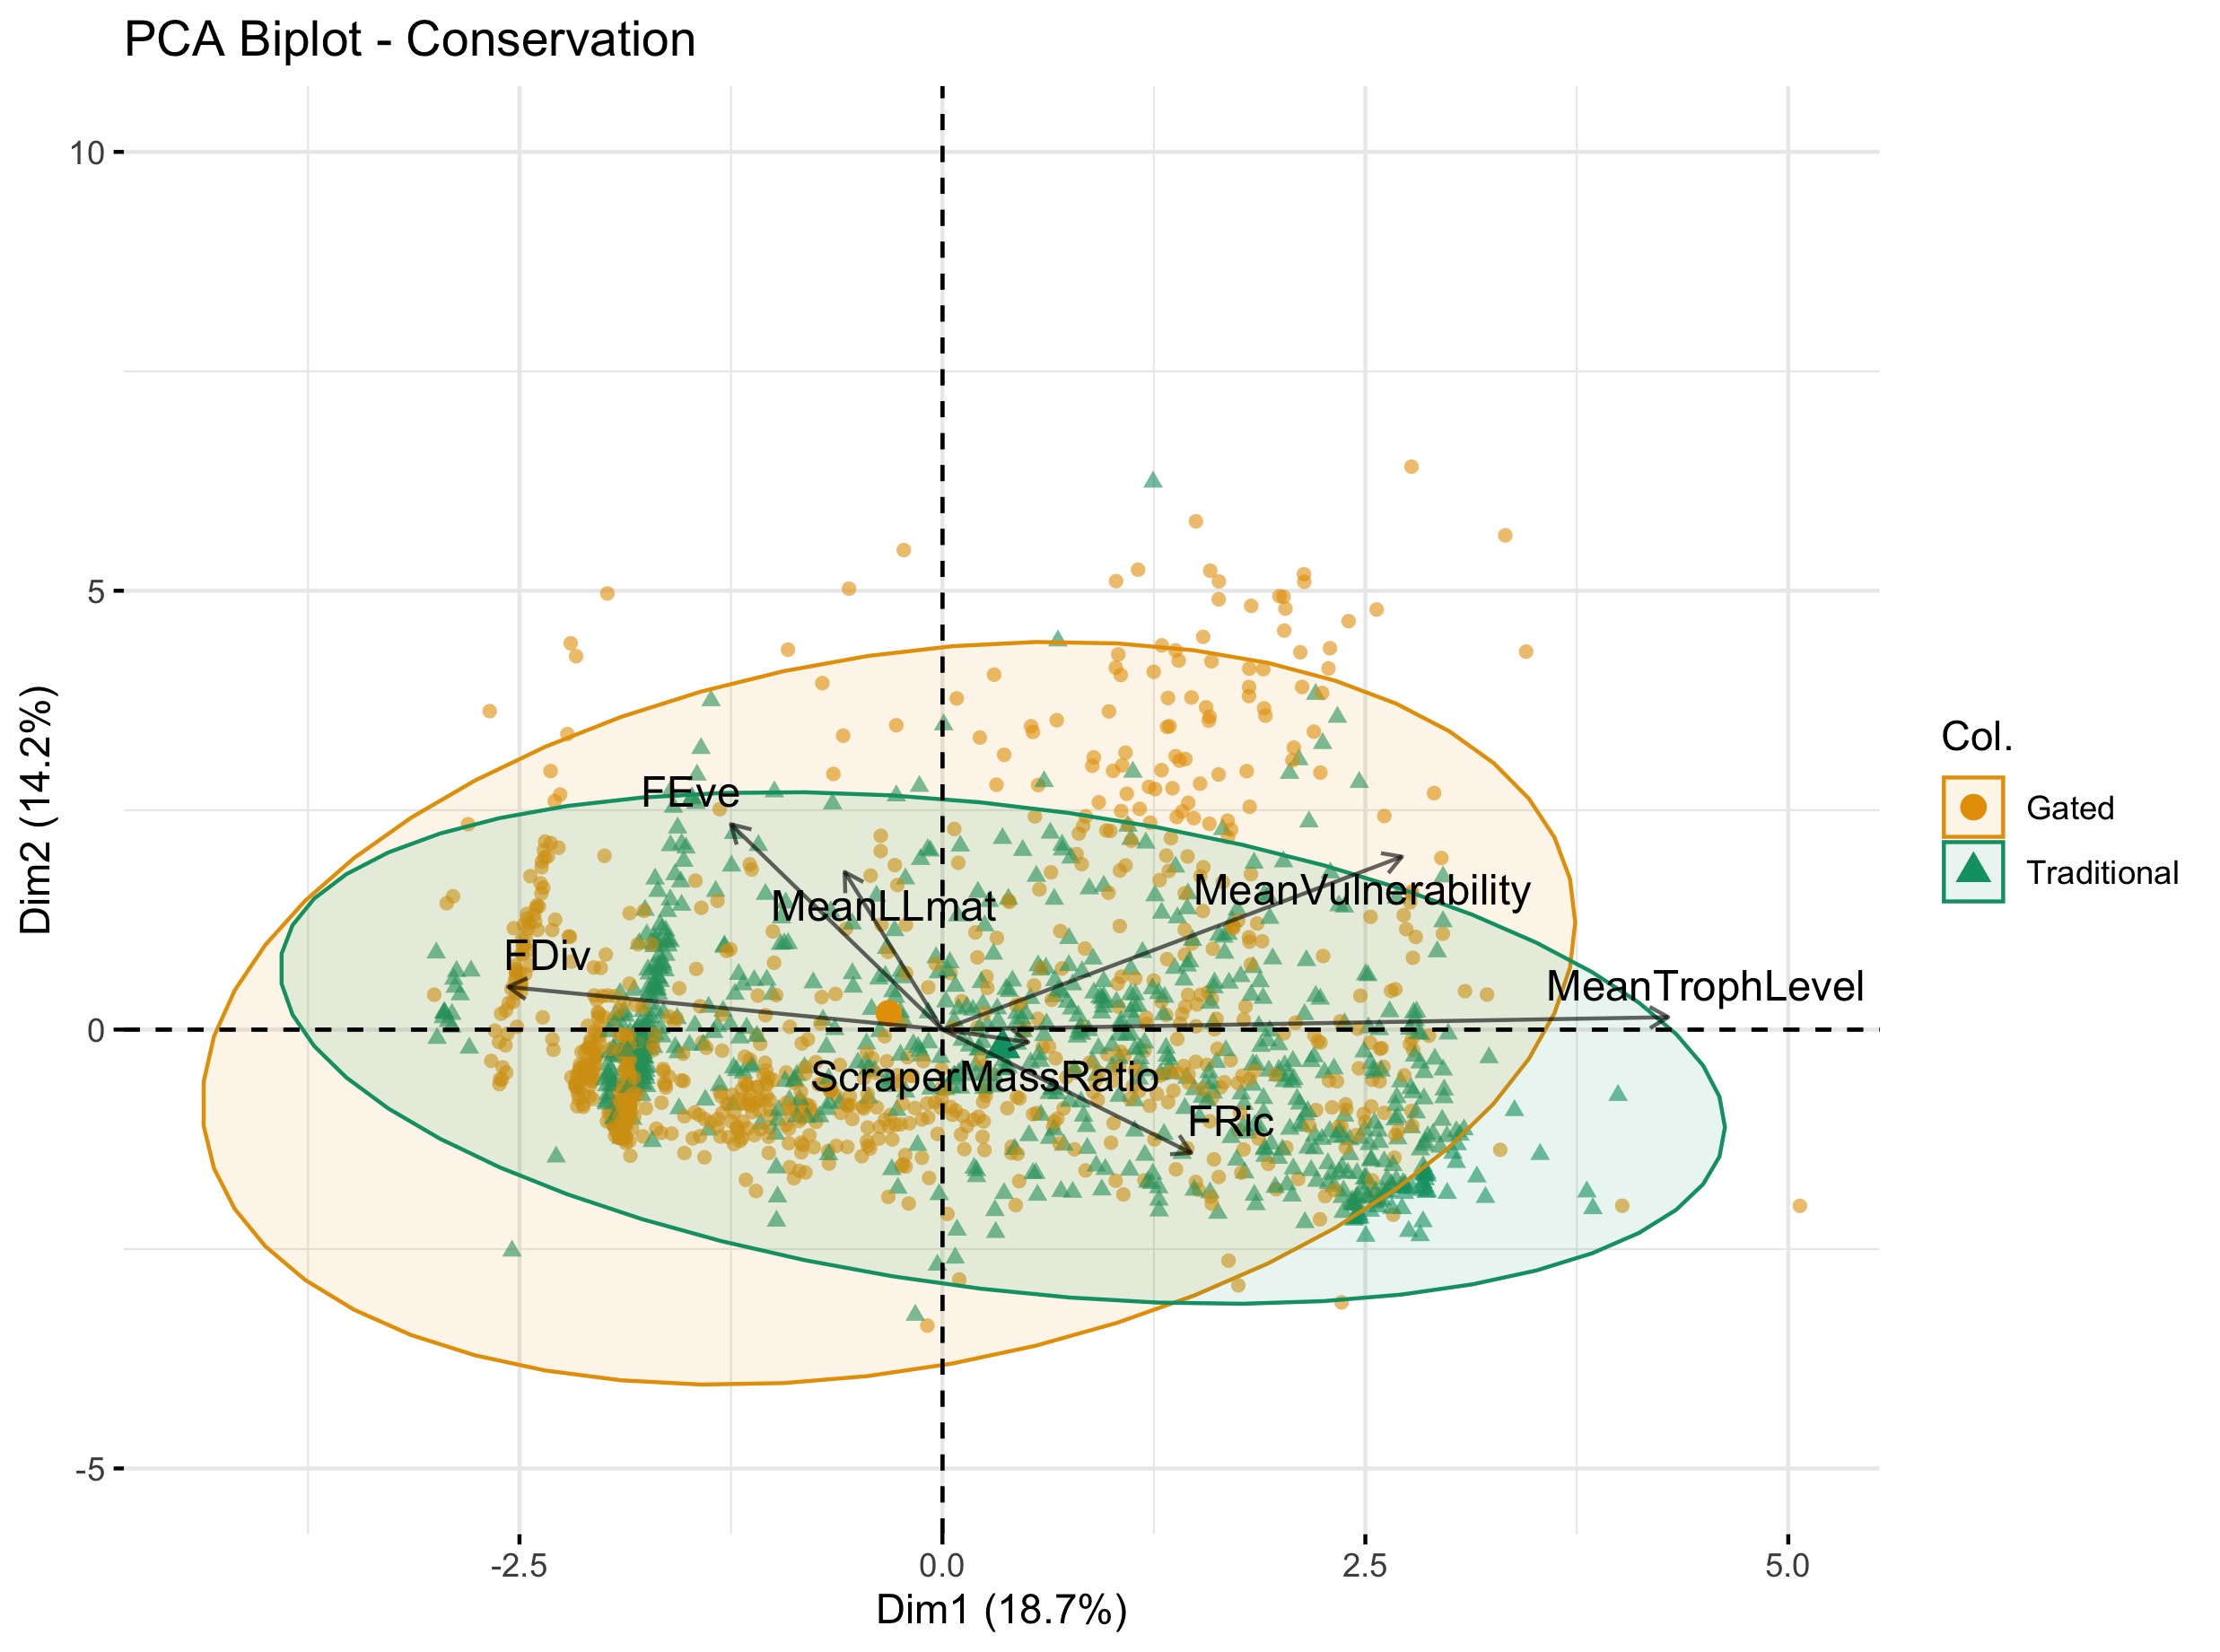 PCA Biplot - Conservation
10
5
0
-5
Dim2 (14.2%)
FEve
MeanLLmat
MeanVulnerability
FDiv
MeanTrophLevel
ScraperMassRatio
FRic
-2.5
0.0
2.5
5.0
Dim1 (18.7%)
Col.
Gated
Traditional